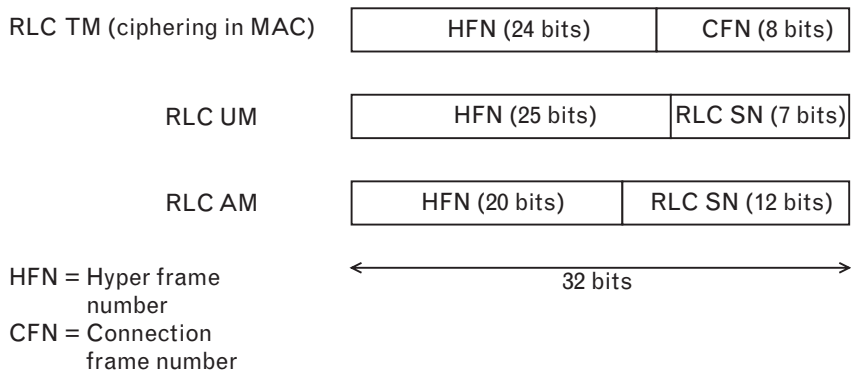 RLC TM (ciphering in MAC) HFN (24 bits) CFN (8 bits)
RLC UM HFN (25 bits) RLC SN (7 bits)
RLC AM HFN (20 bits) RLC SN (12 bits)
32 bits
HFN = Hyper frame
number
CFN = Connection
frame number